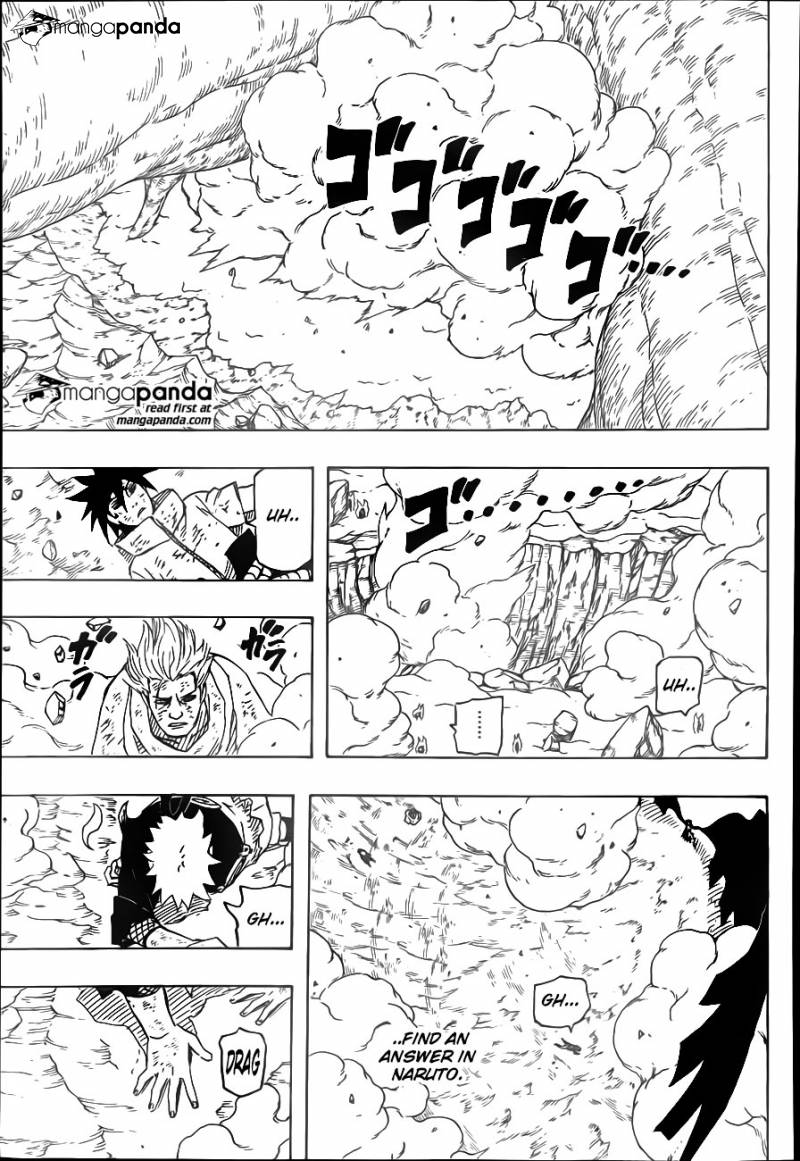 mangapanda
ゴゴゴゴゴ....
mangapanda
read first at
mangapanda.com
ゴ........
UH..
UH..
.....
ガラ
ガラ
GH...
GH...
..FIND AN
ANSWER IN
NARUTO.
DRAG